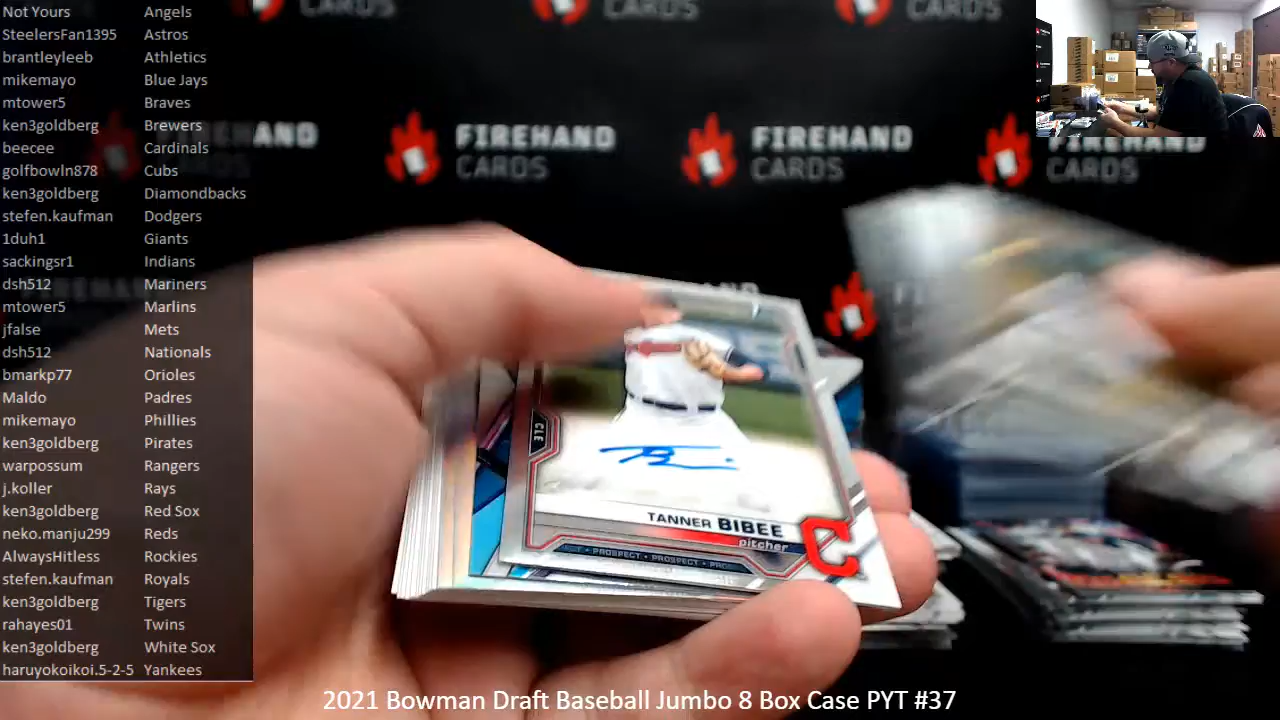 Not Yours Angels
SteelersFan1395 Astros
brantleyleeb Athletics
mikemayo Blue Jays
mtower5 Braves
ken3goldberg Brewers
beecee Cardinals
golfbowln878 Cubs
ken3goldberg Diamondbacks
stefen.kaufman Dodgers
1duh1 Giants
sackingsr1 Indians
dsh512 Mariners
mtower5 Marlins
jfalse Mets
dsh512 Nationals
bmarkp77 Orioles
Maldo Padres
mikemayo Phillies
ken3goldberg Pirates
warpossum Rangers
j.koller Rays
ken3goldberg Red Sox
neko.manju299 Reds
AlwaysHitless Rockies
stefen.kaufman Royals
ken3goldberg Tigers
rahayes01 Twins
ken3goldberg White Sox
haruyokoikoi.5-2-5 Yankees
CARDS CARDS CARDS
FIREHAND
CARDS
FIREHAND
CARDS
FIREHAND
CARDS
CLE
TANNER BIBEE
pitcher
PROSPECT • PROSPECT
2021 Bowman Draft Baseball Jumbo 8 Box Case PYT #37